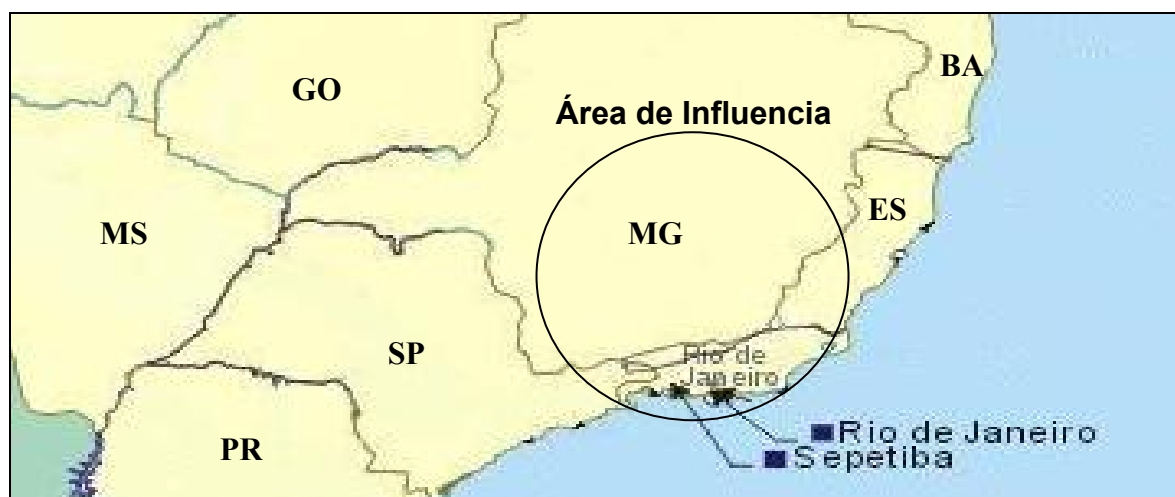 BA
GO
Área de Influencia
ES
MS
MG
SP
Rio de
Janeiro
Rio de Janeiro
PR
Sepetiba